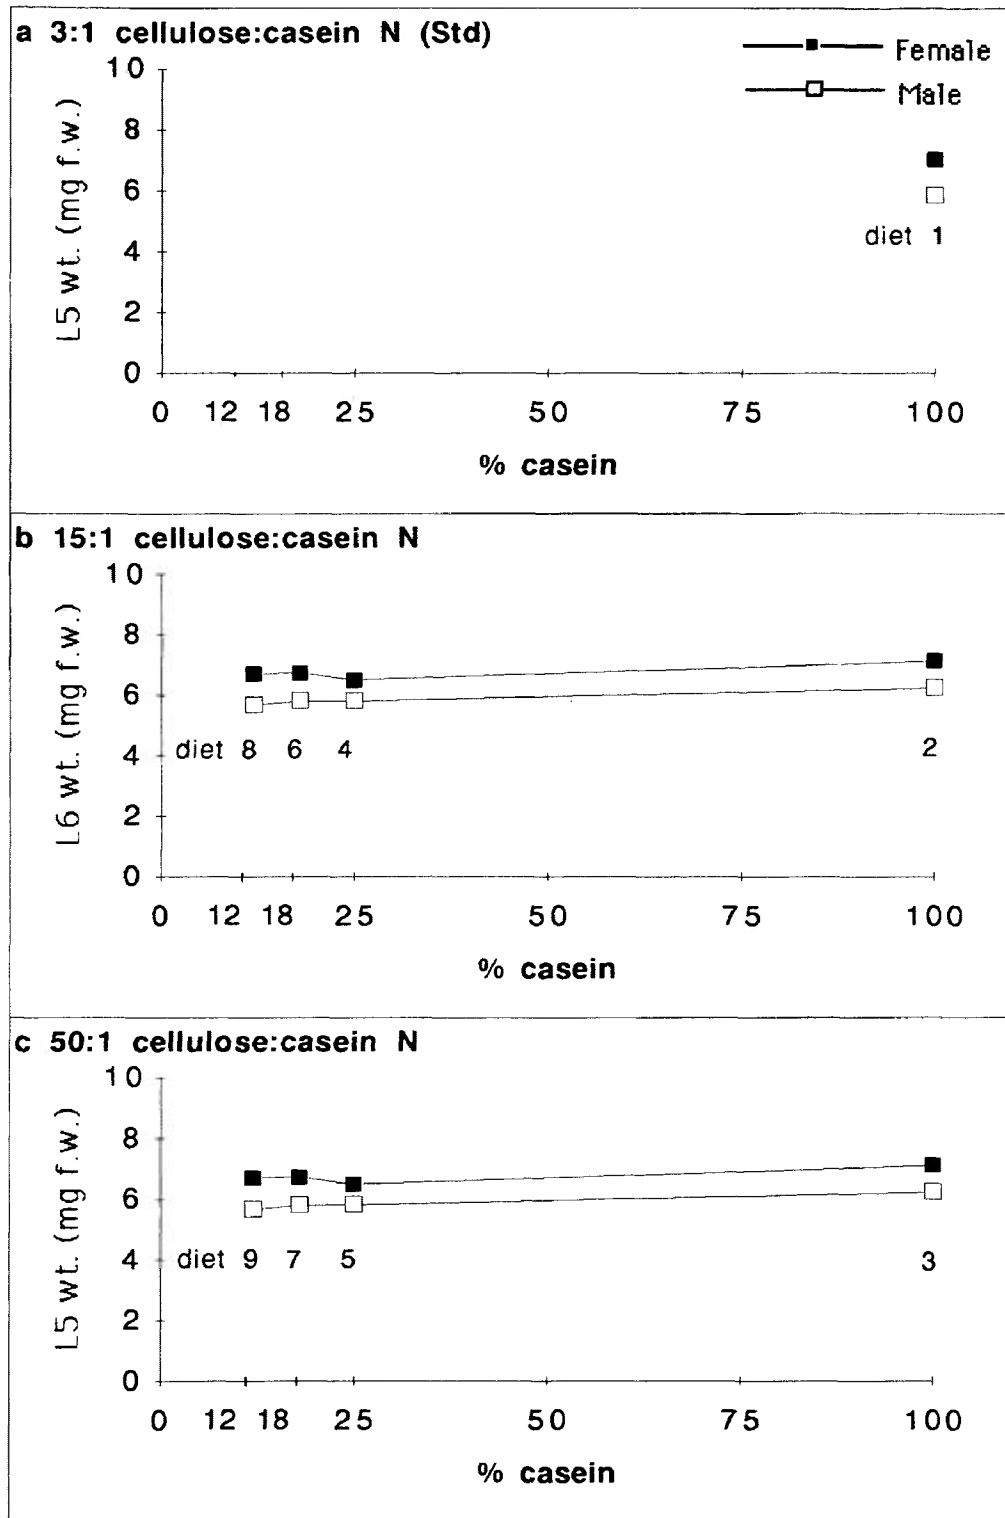 a 3:1 cellulose:casein N (Std)
Female
Male
10
8
6
4
2
0
L5 wt. (mg f.w.)
diet 1
0 12 18 25 50 75 100
% casein
b 15:1 cellulose:casein N
10
8
6
4
2
0
L6 wt. (mg f.w.)
diet 8 6 4 2
0 12 18 25 50 75 100
% casein
c 50:1 cellulose:casein N
10
8
6
4
2
0
L5 wt. (mg f.w.)
diet 9 7 5 3
0 12 18 25 50 75 100
% casein